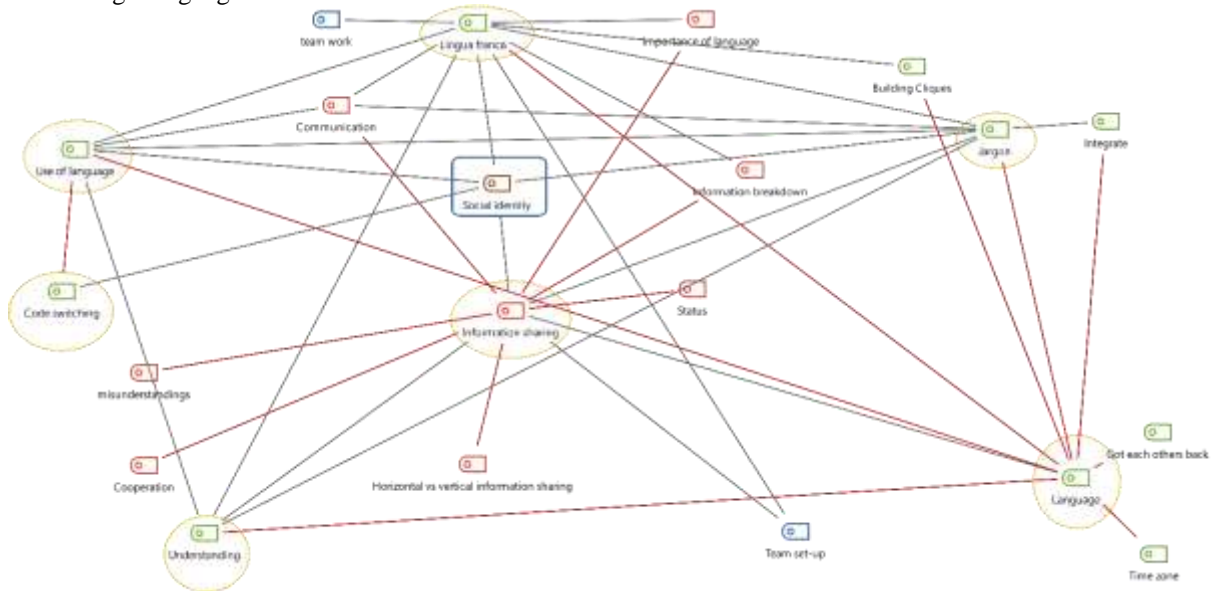 team work
Lingua franca
Importance of language
Building Cliques
Communication
Jargon
Integrate
Use of language
Information breakdown
Social identity
Code switching
Status
Information sharing
misunderstandings
Got each others back
Cooperation
Horizontal vs vertical information sharing
Language
Understanding
Team set-up
Time zone